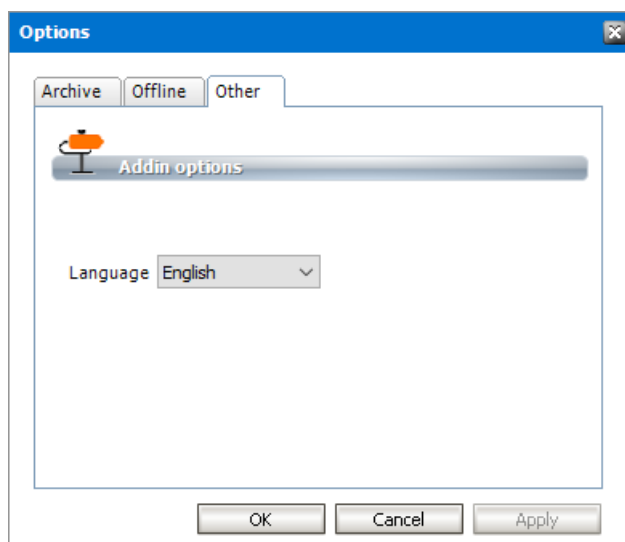 Options
Archive Offline Other
Addin options
Language English
OK Cancel Apply